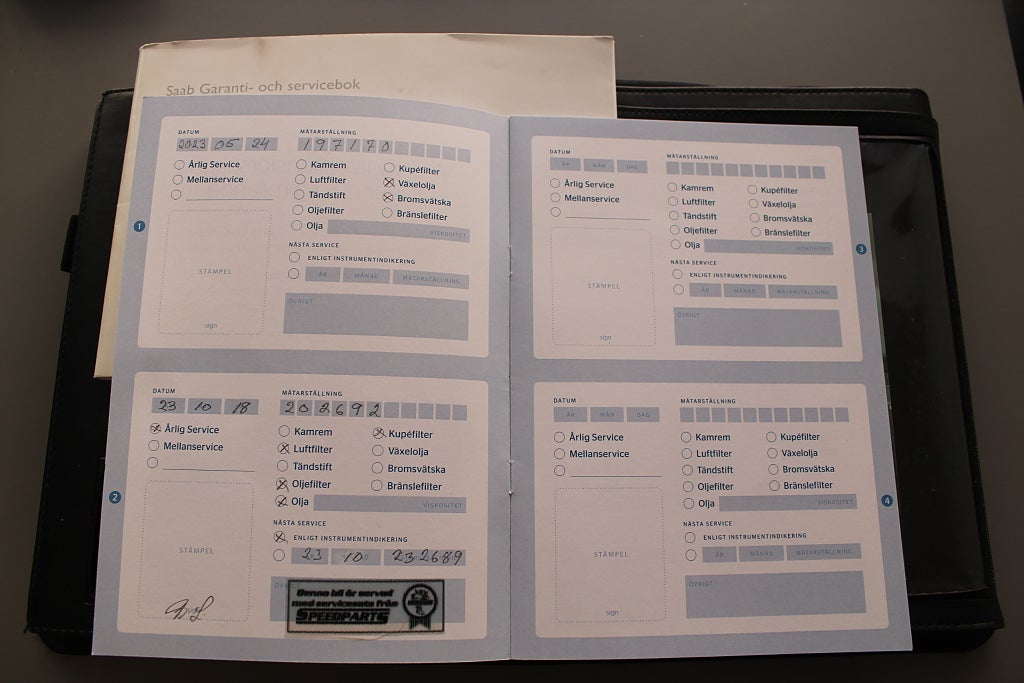 Saab Garanti- och servicebok
DATUM
2023 05 24
MÄTARSTÄLLNING
197170
Årlig Service
Mellanservice
Kamrem
Luftfilter
Tändstift
Oljefilter
Olja
Kupéfilter
Växelolja
Bromsvätska
Bränslefilter
VISKOSITET
NÄSTA SERVICE
ENLIGT INSTRUMENTINDIKERING
ÅR MÅNAD MÄTARSTÄLLNING
ÖVRIGT
STÄMPEL
sign
1
DATUM
23 10 18
MÄTARSTÄLLNING
202692
Årlig Service
Mellanservice
Kamrem
Luftfilter
Tändstift
Oljefilter
Olja
Kupéfilter
Växelolja
Bromsvätska
Bränslefilter
VISKOSITET
NÄSTA SERVICE
ENLIGT INSTRUMENTINDIKERING
23 10 232689
STÄMPEL
Denna bil är servad
med servicesats från
SPEEDPARTS
2
DATUM
ÅR MÅN DAG
MÄTARSTÄLLNING
Årlig Service
Mellanservice
Kamrem
Luftfilter
Tändstift
Oljefilter
Olja
Kupéfilter
Växelolja
Bromsvätska
Bränslefilter
VISKOSITET
NÄSTA SERVICE
ENLIGT INSTRUMENTINDIKERING
ÅR MÅNAD MÄTARSTÄLLNING
ÖVRIGT
STÄMPEL
sign
3
DATUM
ÅR MÅN DAG
MÄTARSTÄLLNING
Årlig Service
Mellanservice
Kamrem
Luftfilter
Tändstift
Oljefilter
Olja
Kupéfilter
Växelolja
Bromsvätska
Bränslefilter
VISKOSITET
NÄSTA SERVICE
ENLIGT INSTRUMENTINDIKERING
ÅR MÅNAD MÄTARSTÄLLNING
ÖVRIGT
STÄMPEL
sign
4